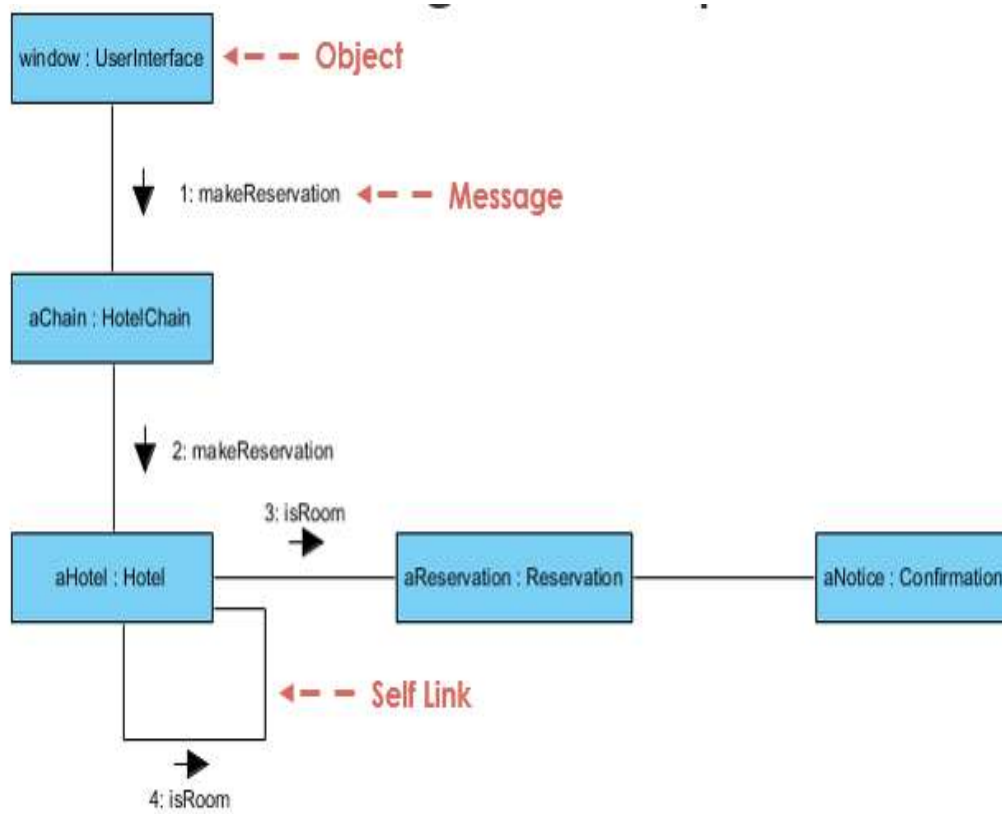 window : UserInterface
Object
1: makeReservation
Message
aChain : HotelChain
2: makeReservation
3: isRoom
aHotel : Hotel
aReservation : Reservation
aNotice : Confirmation
Self Link
4: isRoom